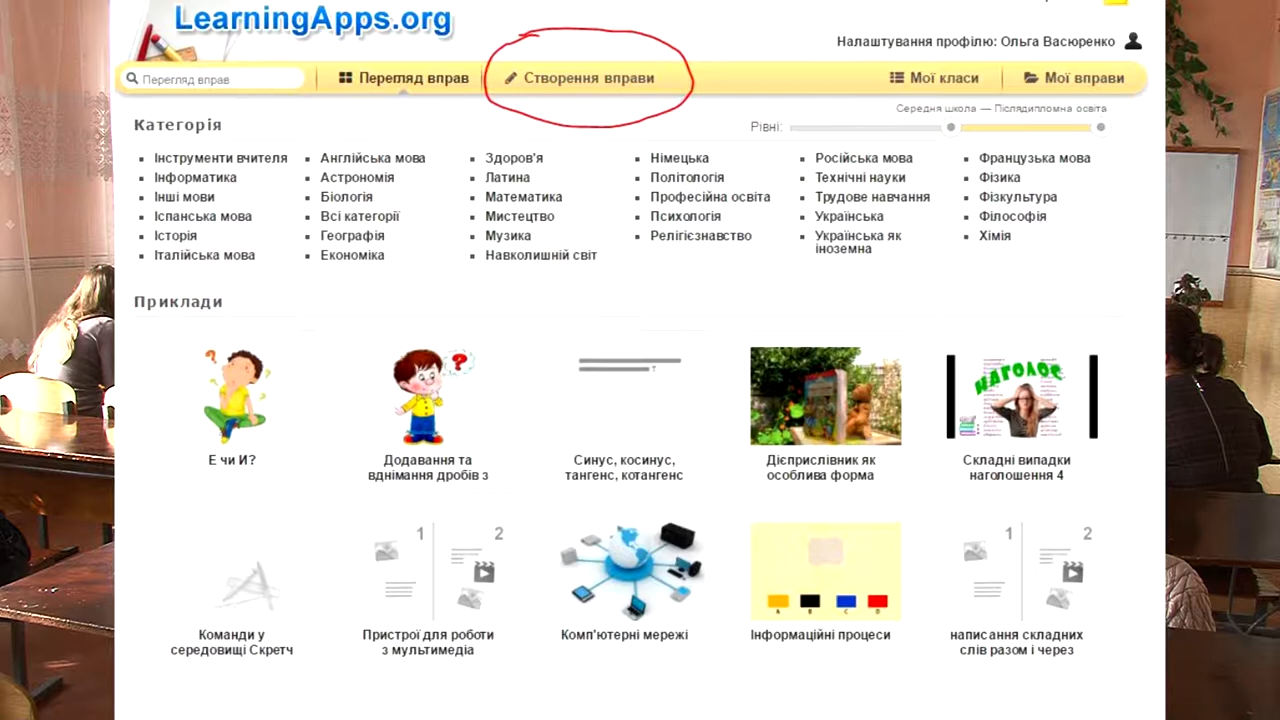 LearningApps.org
Налаштування профілю: Ольга Васюренко
Перегляд вправ
Перегляд вправ
Створення вправи
Мої класи
Мої вправи
Середня школа — Післядипломна освіта
Категорія
Рівні:
Інструменти вчителя
Інформатика
Інші мови
Іспанська мова
Історія
Італійська мова
Англійська мова
Астрономія
Біологія
Всі категорії
Географія
Економіка
Здоров'я
Латина
Математика
Мистецтво
Музика
Навколишній світ
Німецька
Політологія
Професійна освіта
Психологія
Релігієзнавство
Російська мова
Технічні науки
Трудове навчання
Українська
Українська як
іноземна
Французька мова
Фізика
Фізкультура
Філософія
Хімія
Приклади
?
?
НАГОЛОС
Е чи И?
Додавання та
вднімання дробів з
Синус, косинус,
тангенс, котангенс
Дієприслівник як
особлива форма
Складні випадки
наголошення 4
1
2
A
B
C
D
1
2
Команди у
середовищі Скретч
Пристрої для роботи
з мультимедіа
Комп'ютерні мережі
Інформаційні процеси
написання складних
слів разом і через